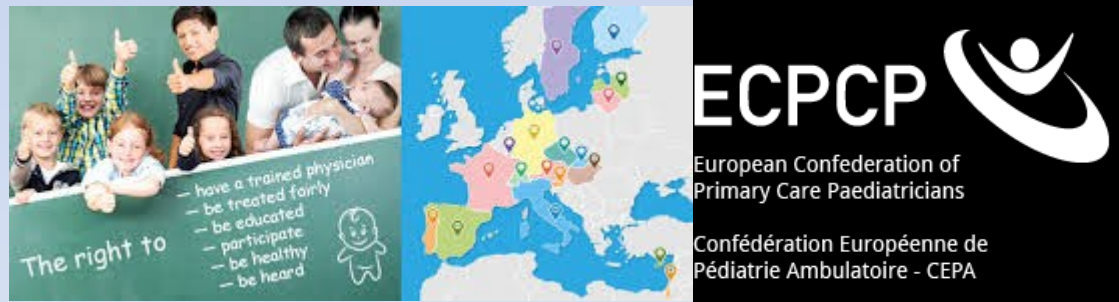 The right to
— have a trained physician
— be treated fairly
— be educated
— participate
— be healthy
— be heard
ECPCP
European Confederation of
Primary Care Paediatricians
Confédération Européenne de
Pédiatrie Ambulatoire - CEPA